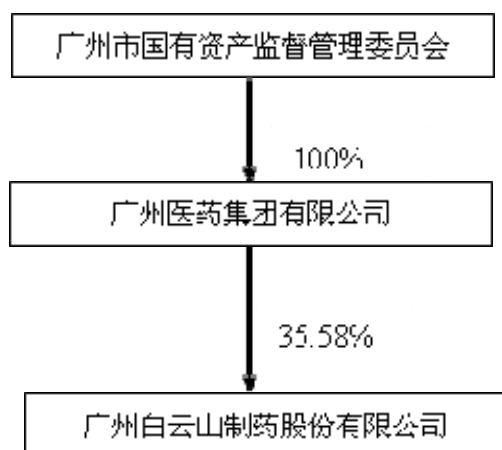 广州市国有资产监督管理委员会
100%
广州医药集团有限公司
35.58%
广州白云山制药股份有限公司